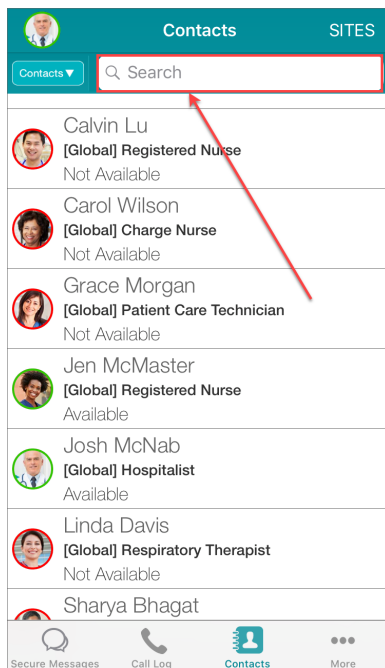 Contacts
SITES
Contacts▼
Search
Calvin Lu
[Global] Registered Nurse
Not Available
Carol Wilson
[Global] Charge Nurse
Not Available
Grace Morgan
[Global] Patient Care Technician
Not Available
Jen McMaster
[Global] Registered Nurse
Available
Josh McNab
[Global] Hospitalist
Available
Linda Davis
[Global] Respiratory Therapist
Not Available
Sharya Bhagat
Secure Messages
Call Log
Contacts
More